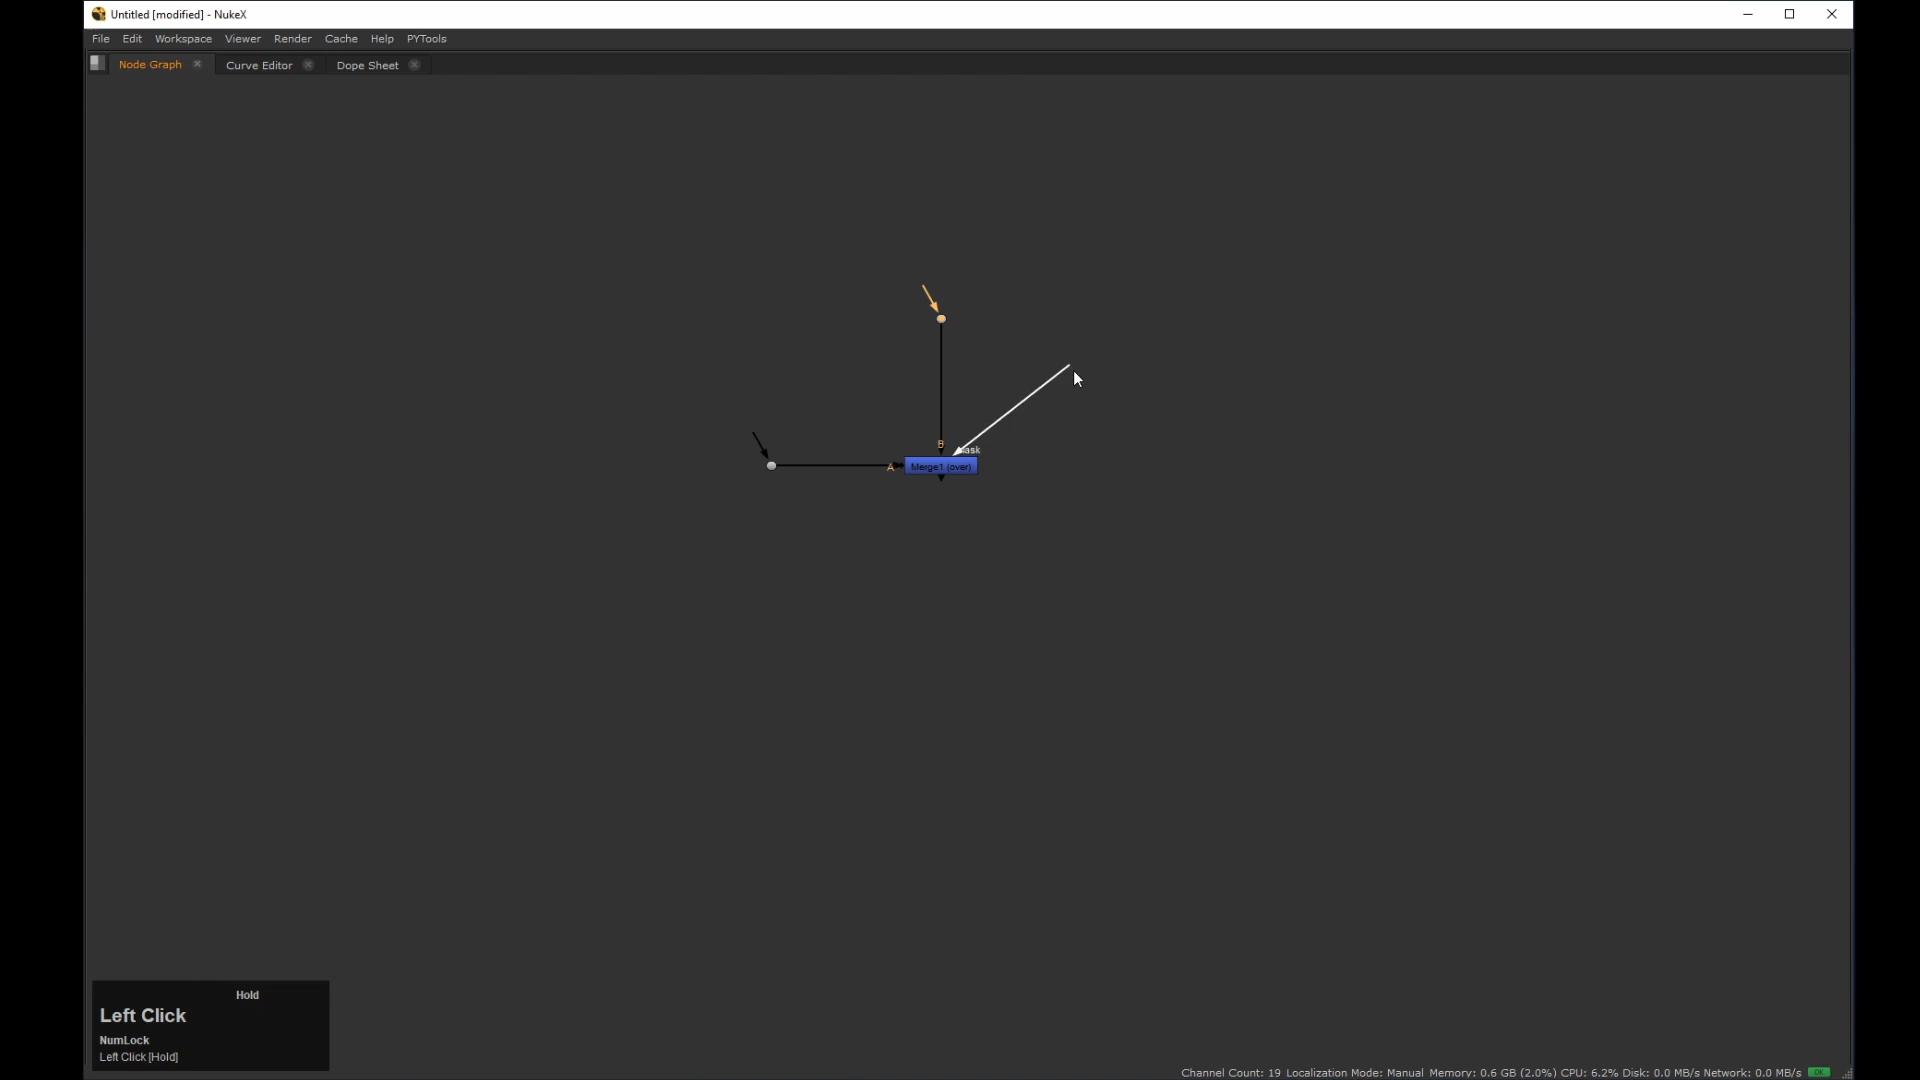 Untitled [modified] - NukeX
File Edit Workspace Viewer Render Cache Help PYTools
Node Graph Curve Editor Dope Sheet
B
A Merge1 (over)
Hold
Left Click
NumLock
Left Click [Hold]
Channel Count: 19 Localization Mode: Manual Memory: 0.6 GB (2.0%) CPU: 6.2% Disk: 0.0 MB/s Network: 0.0 MB/s OK